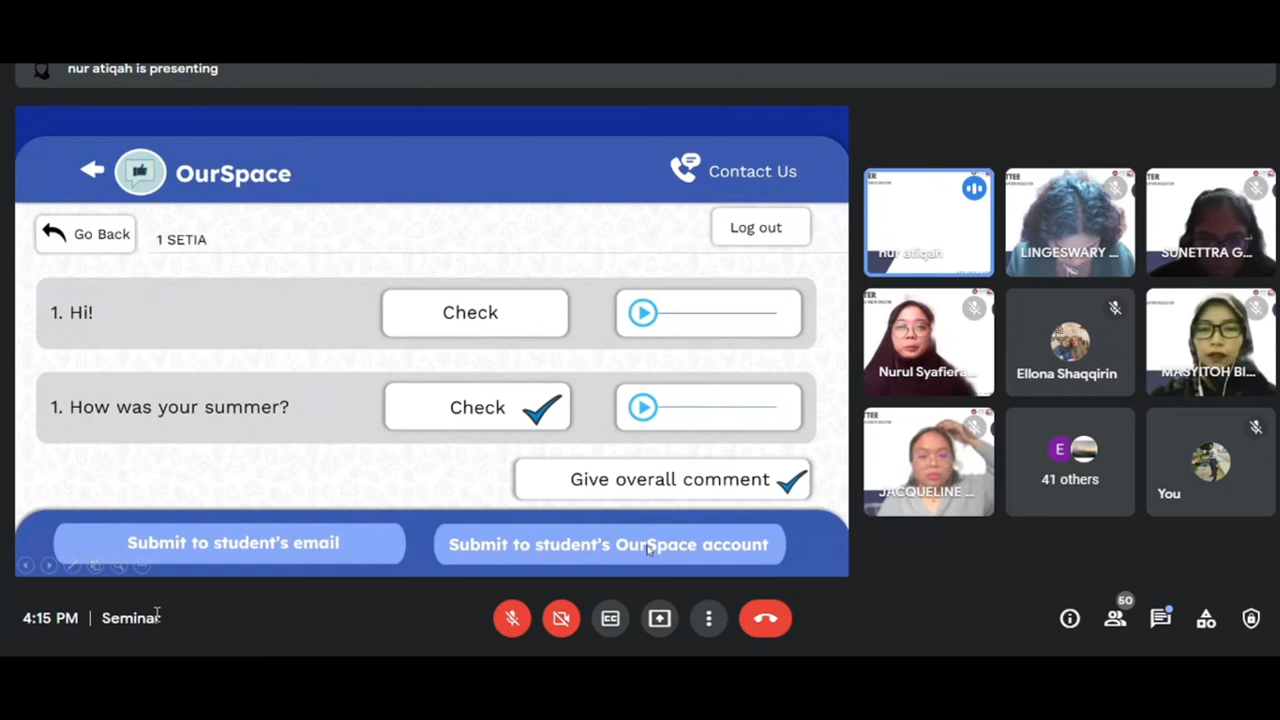 nur atiqah is presenting
OurSpace
Contact Us
Go Back
1 SETIA
Log out
1. Hi!
Check
1. How was your summer?
Check
Give overall comment
Submit to student's email
Submit to student's OurSpace account
nur atiqah
LINGESWARY ...
SUNETTRA G...
Nurul Syafiera...
Ellona Shaqqirin
MASYITOH BI...
JACQUELINE ...
E
41 others
You
4:15 PM | Seminar
CC
50